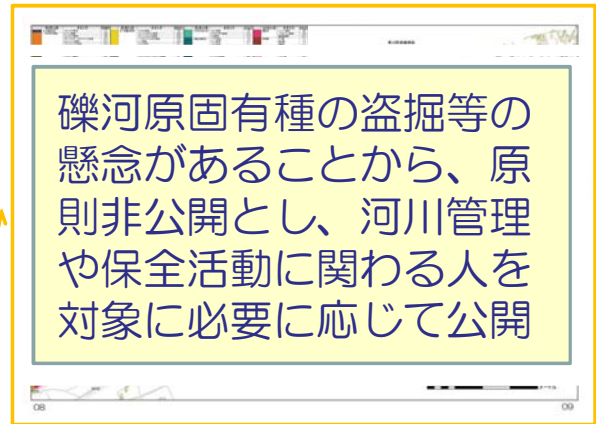 礫河原固有種の盗掘等の
懸念があることから、原
則非公開とし、河川管理
や保全活動に関わる人を
対象に必要に応じて公開
08
09